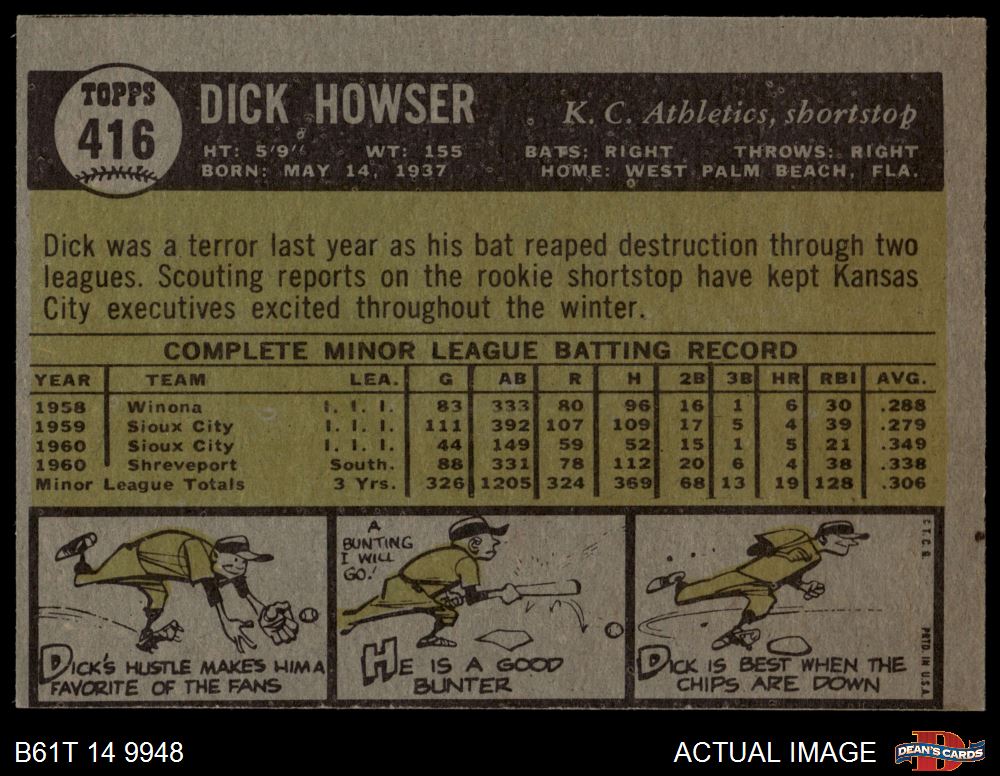 TOPPS
416
DICK HOWSER
K. C. Athletics, shortstop
HT: 5'9" WT: 155 BATS: RIGHT THROWS: RIGHT
BORN: MAY 14, 1937 HOME: WEST PALM BEACH, FLA.
Dick was a terror last year as his bat reaped destruction through two
leagues. Scouting reports on the rookie shortstop have kept Kansas
City executives excited throughout the winter.
COMPLETE MINOR LEAGUE BATTING RECORD
YEAR TEAM LEA. G AB R H 2B 3B HR RBI AVG.
1958 Winona I. I. I. 83 333 80 96 16 1 6 30 .288
1959 Sioux City I. I. I. 111 392 107 109 17 5 4 39 .279
1960 Sioux City I. I. I. 44 149 59 52 15 1 5 21 .349
1960 Shreveport South. 88 331 78 112 20 6 4 38 .338
Minor League Totals 3 Yrs. 326 1205 324 369 68 13 19 128 .306
A
BUNTING
I WILL
GO!
DICK'S HUSTLE MAKES HIM A
FAVORITE OF THE FANS
HE IS A GOOD
BUNTER
DICK IS BEST WHEN THE
CHIPS ARE DOWN
© T. C. G.
PRTD. IN U.S.A.
B61T 14 9948
ACTUAL IMAGE
DEAN'S CARDS